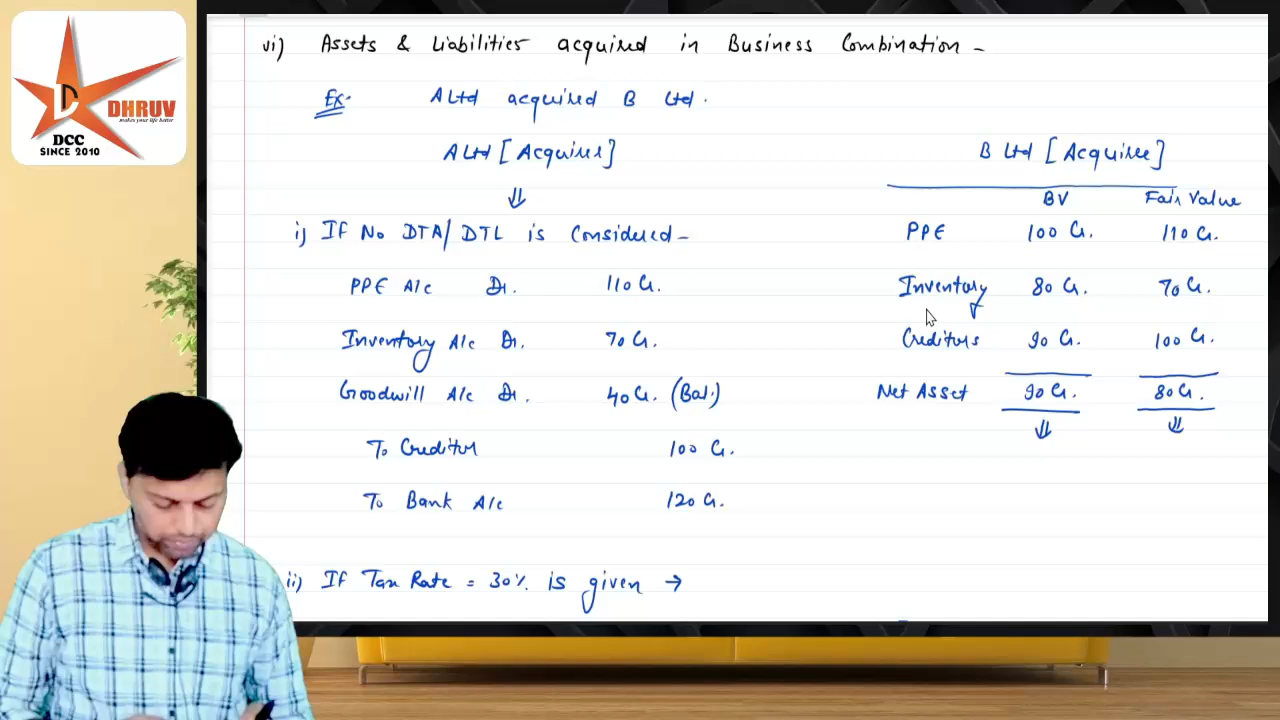 DHRUV
makes your life better
DCC
SINCE 2010
vi) Assets & Liabilities acquired in Business Combination -
Ex. A Ltd acquired B Ltd.
A Ltd [Acquirer]
i) If No DTA/DTL is Considered -
PPE A/c Dr. 110 Cr.
Inventory A/c Dr. 70 Cr.
Goodwill A/c Dr. 40 Cr. (Bal.)
To Creditor 100 Cr.
To Bank A/c 120 Cr.
ii) If Tax Rate = 30% is given →
B Ltd [Acquiree]
BV Fair Value
PPE 100 Cr. 110 Cr.
Inventory 80 Cr. 70 Cr.
Creditors 90 Cr. 100 Cr.
Net Asset 90 Cr. 80 Cr.